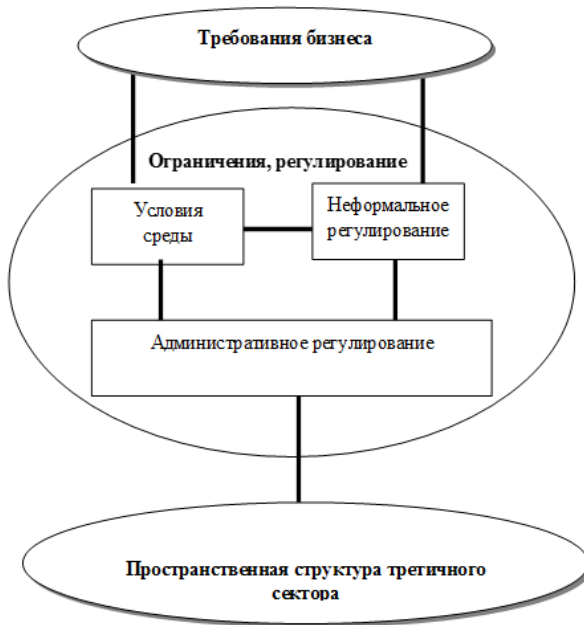 Требования бизнеса
Ограничения, регулирование
Условия
среды
Неформальное
регулирование
Административное регулирование
Пространственная структура третичного
сектора